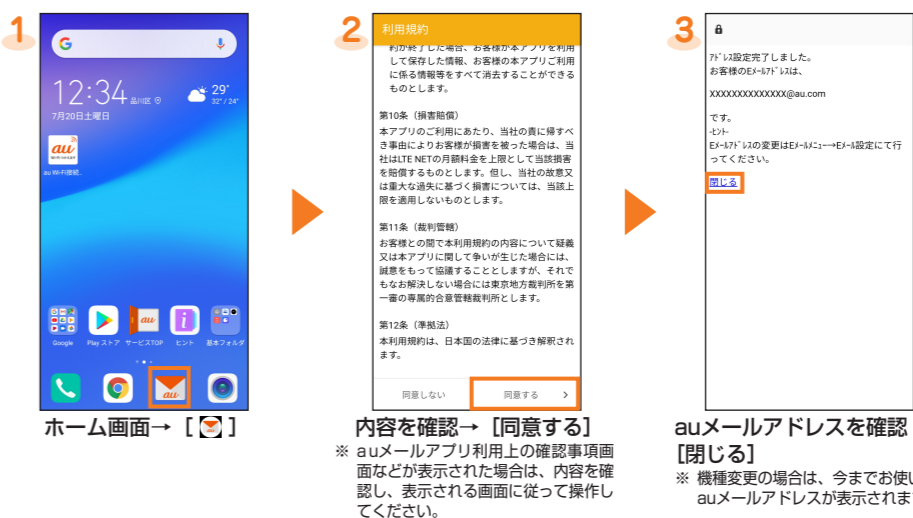 1
G
12:34 品川区
7月20日土曜日
29°
32°/ 24°
au
au Wi-Fi接続..
au
Google Play ストア サービスTOP ヒント 基本フォルダ
au
ホーム画面→［ ］
2
利用規約
約が終了した場合、お客様が本アプリを利用
して保存した情報、お客様の本アプリご利用
に係る情報等をすべて消去することができる
ものとします。
第10条（損害賠償）
本アプリのご利用にあたり、当社の責に帰すべ
き事由によりお客様が損害を被った場合は、当
社はLTE NETの月額料金を上限として当該損害
を賠償するものとします。但し、当社の故意又
は重大な過失に基づく損害については、当該上
限を適用しないものとします。
第11条（裁判管轄）
お客様との間で本利用規約の内容について疑義
又は本アプリに関して争いが生じた場合には、
誠意をもって協議することとしますが、それで
もなお解決しない場合には東京地方裁判所を第
一審の専属的合意管轄裁判所とします。
第12条（準拠法）
本利用規約は、日本国の法律に基づき解釈され
ます。
同意しない 同意する
内容を確認→［同意する］
※ auメールアプリ利用上の確認事項画
面などが表示された場合は、内容を確
認し、表示される画面に従って操作し
てください。
3
ｱﾄﾞﾚｽ設定完了しました。
お客様のEﾒｰﾙｱﾄﾞﾚｽは、
XXXXXXXXXXXXXX@au.com
です。
-ﾋﾝﾄ-
Eﾒｰﾙｱﾄﾞﾚｽの変更はEﾒｰﾙﾒﾆｭｰ→Eﾒｰﾙ設定にて行
ってください。
閉じる
auメールアドレスを確認
［閉じる］
※ 機種変更の場合は、今までお使い
auメールアドレスが表示されま